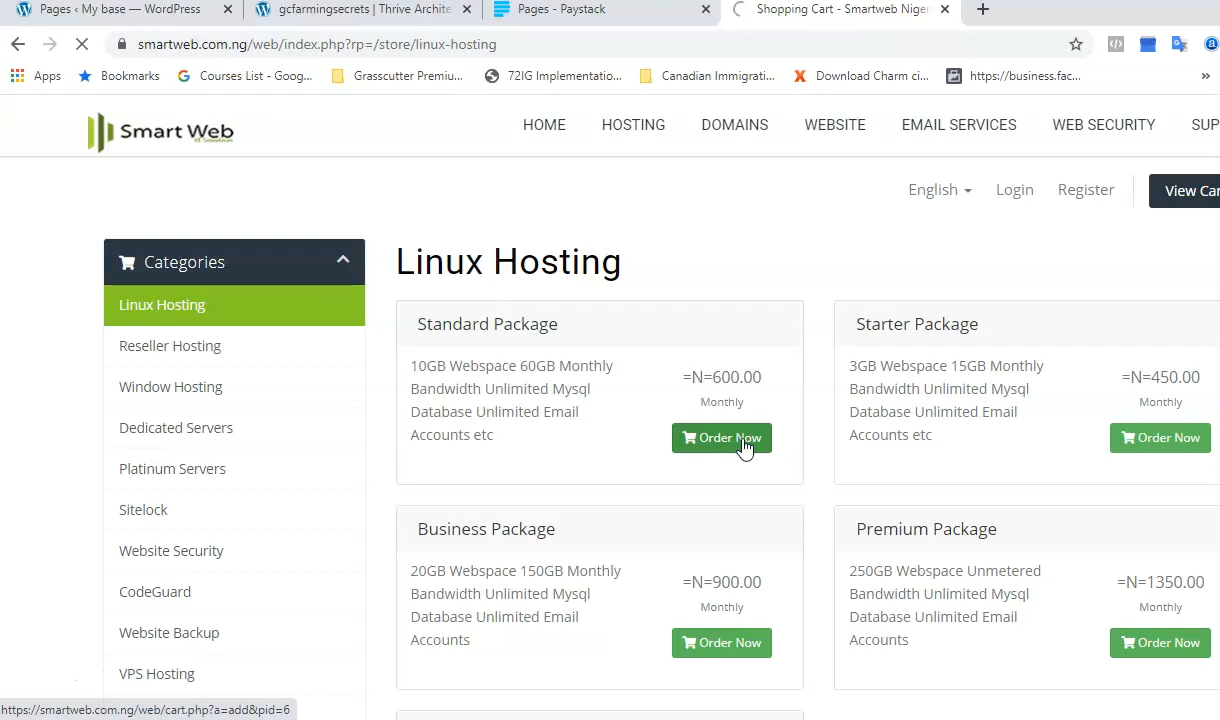 Pages ‹ My base — WordPress
gcfarmingsecrets | Thrive Archite
Pages - Paystack
Shopping Cart - Smartweb Niger
smartweb.com.ng/web/index.php?rp=/store/linux-hosting
Apps
Bookmarks
Courses List - Goog...
Grasscutter Premiu...
72IG Implementatio...
Canadian Immigrati...
Download Charm ci...
https://business.fac...
Smart Web
HOME
HOSTING
DOMAINS
WEBSITE
EMAIL SERVICES
WEB SECURITY
SUP
English
Login
Register
View Car
Categories
Linux Hosting
Reseller Hosting
Window Hosting
Dedicated Servers
Platinum Servers
Sitelock
Website Security
CodeGuard
Website Backup
VPS Hosting
Linux Hosting
Standard Package
10GB Webspace 60GB Monthly
Bandwidth Unlimited Mysql
Database Unlimited Email
Accounts etc
=N=600.00
Monthly
Order Now
Starter Package
3GB Webspace 15GB Monthly
Bandwidth Unlimited Mysql
Database Unlimited Email
Accounts etc
=N=450.00
Monthly
Order Now
Business Package
20GB Webspace 150GB Monthly
Bandwidth Unlimited Mysql
Database Unlimited Email
Accounts
=N=900.00
Monthly
Order Now
Premium Package
250GB Webspace Unmetered
Bandwidth Unlimited Mysql
Database Unlimited Email
Accounts
=N=1350.00
Monthly
Order Now
https://smartweb.com.ng/web/cart.php?a=add&pid=6